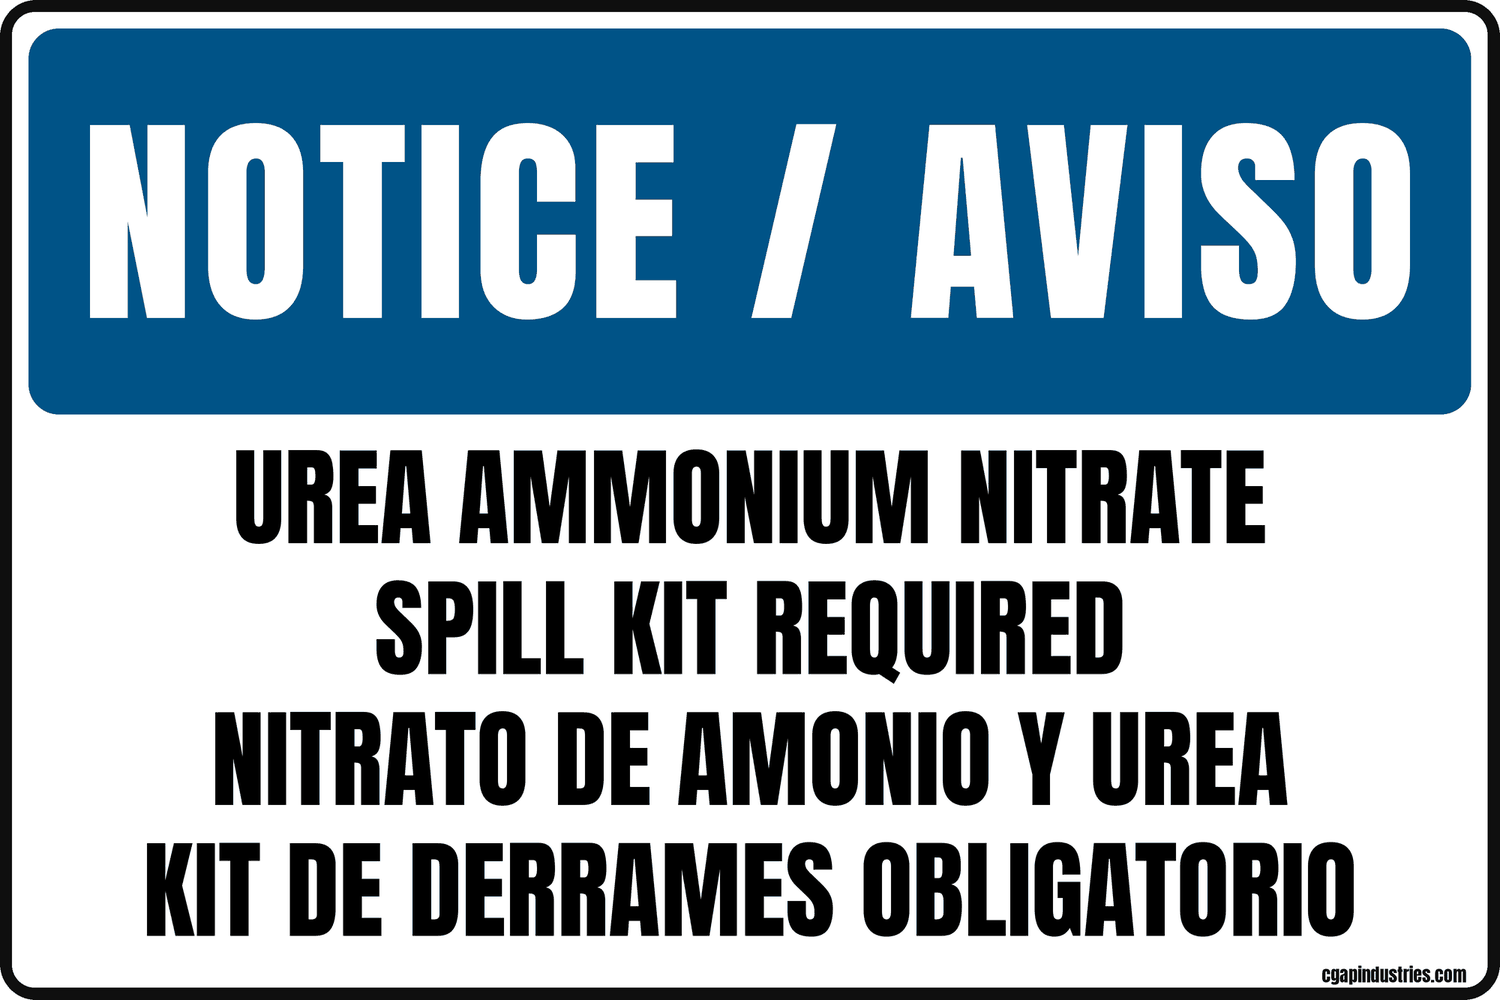 NOTICE / AVISO
UREA AMMONIUM NITRATE
SPILL KIT REQUIRED
NITRATO DE AMONIO Y UREA
KIT DE DERRAMES OBLIGATORIO
cgapindustries.com